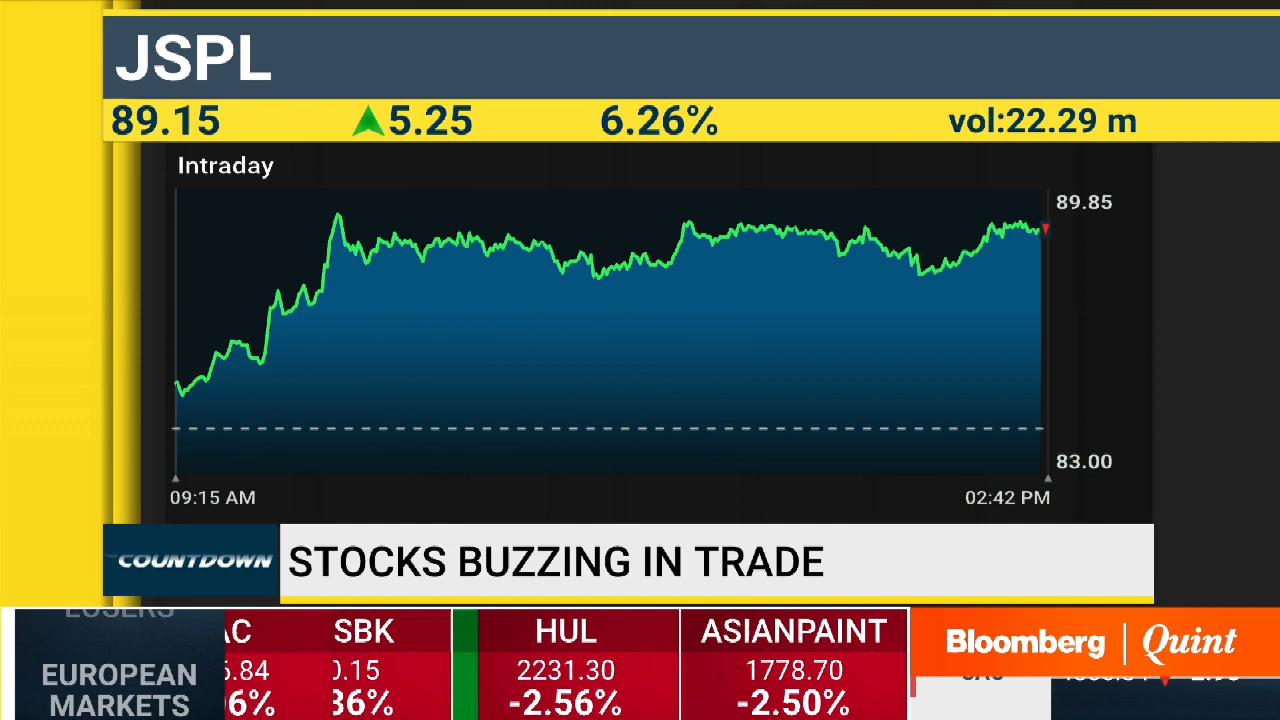 JSPL
89.15 5.25 6.26% vol:22.29 m
Intraday
89.85
83.00
09:15 AM 02:42 PM
COUNTDOWN STOCKS BUZZING IN TRADE
LOSERS
EUROPEAN
MARKETS
SBK
HUL
2231.30
-2.56%
ASIANPAINT
1778.70
-2.50%
Bloomberg | Quint